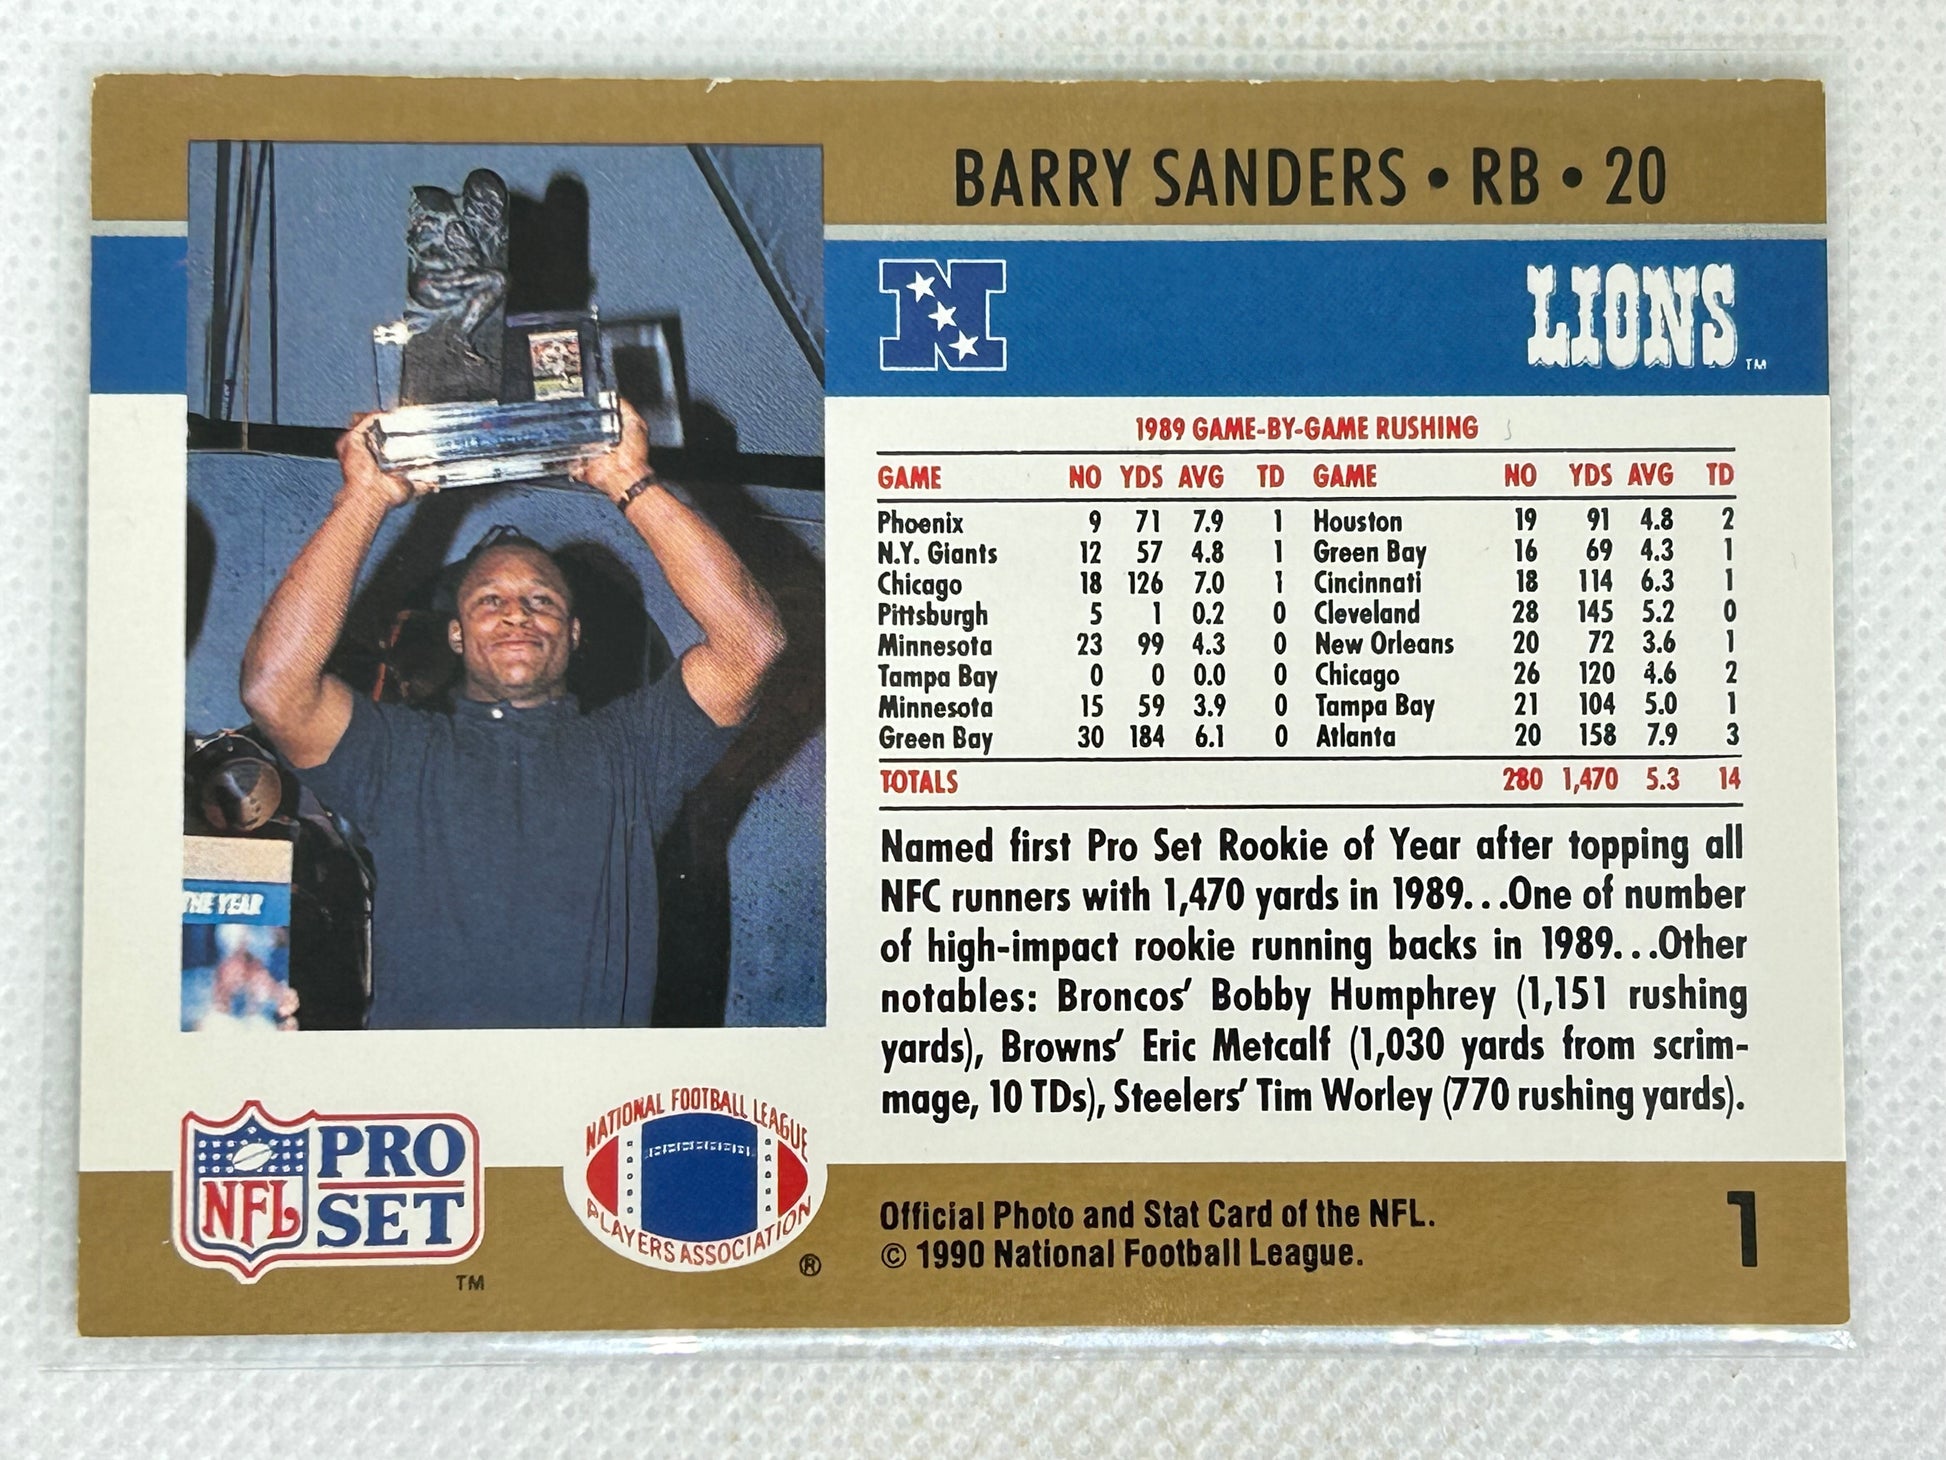 BARRY SANDERS • RB • 20
N
LIONS™
1989 GAME-BY-GAME RUSHING
GAME NO YDS AVG TD GAME NO YDS AVG TD
Phoenix 9 71 7.9 1 Houston 19 91 4.8 2
N.Y. Giants 12 57 4.8 1 Green Bay 16 69 4.3 1
Chicago 18 126 7.0 1 Cincinnati 18 114 6.3 1
Pittsburgh 5 1 0.2 0 Cleveland 28 145 5.2 0
Minnesota 23 99 4.3 0 New Orleans 20 72 3.6 1
Tampa Bay 0 0 0.0 0 Chicago 26 120 4.6 2
Minnesota 15 59 3.9 0 Tampa Bay 21 104 5.0 1
Green Bay 30 184 6.1 0 Atlanta 20 158 7.9 3
TOTALS 280 1,470 5.3 14
Named first Pro Set Rookie of Year after topping all
NFC runners with 1,470 yards in 1989...One of number
of high-impact rookie running backs in 1989...Other
notables: Broncos' Bobby Humphrey (1,151 rushing
yards), Browns' Eric Metcalf (1,030 yards from scrim-
mage, 10 TDs), Steelers' Tim Worley (770 rushing yards).
THE YEAR
NFL PRO SET™
NATIONAL FOOTBALL LEAGUE
PLAYERS ASSOCIATION®
Official Photo and Stat Card of the NFL.
© 1990 National Football League.
1